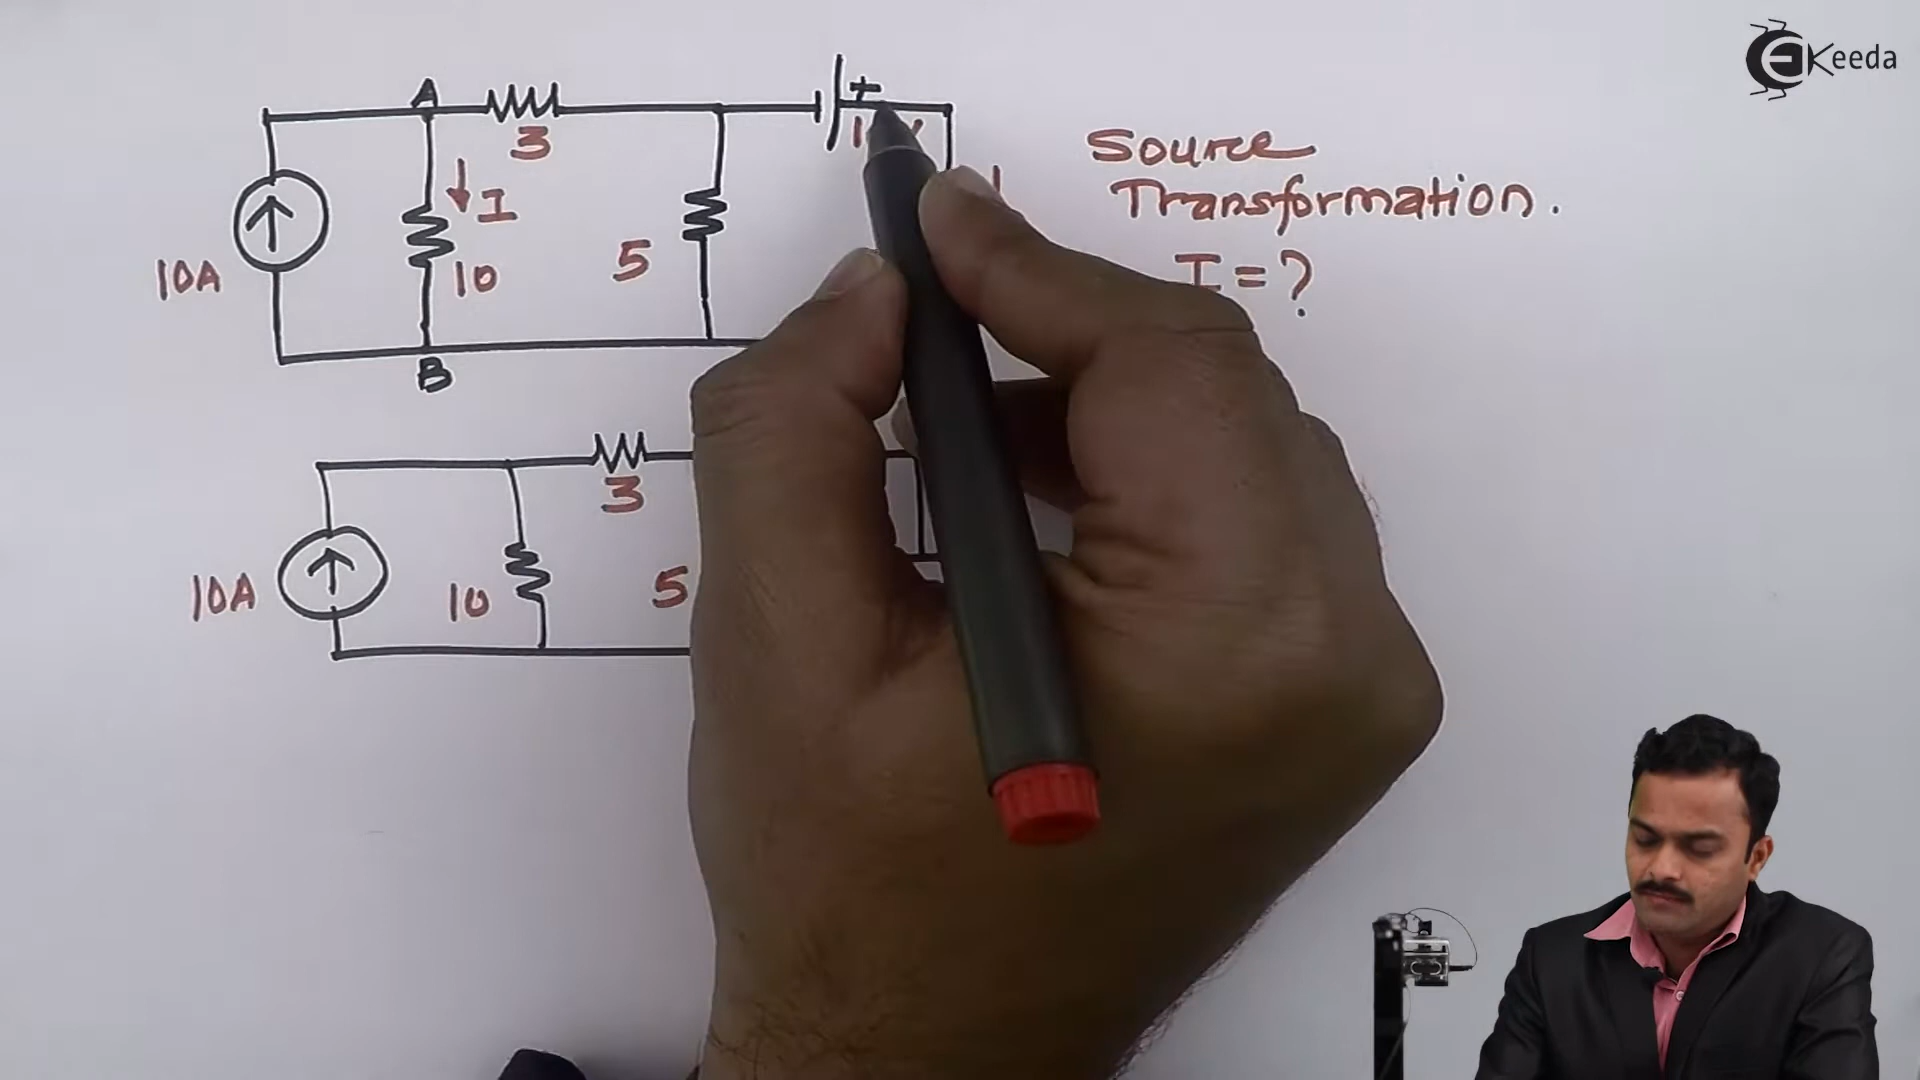 Keeda
A
+
3
Source
Transformation.
I
5
10
10A
I = ?
B
3
10A
10
5